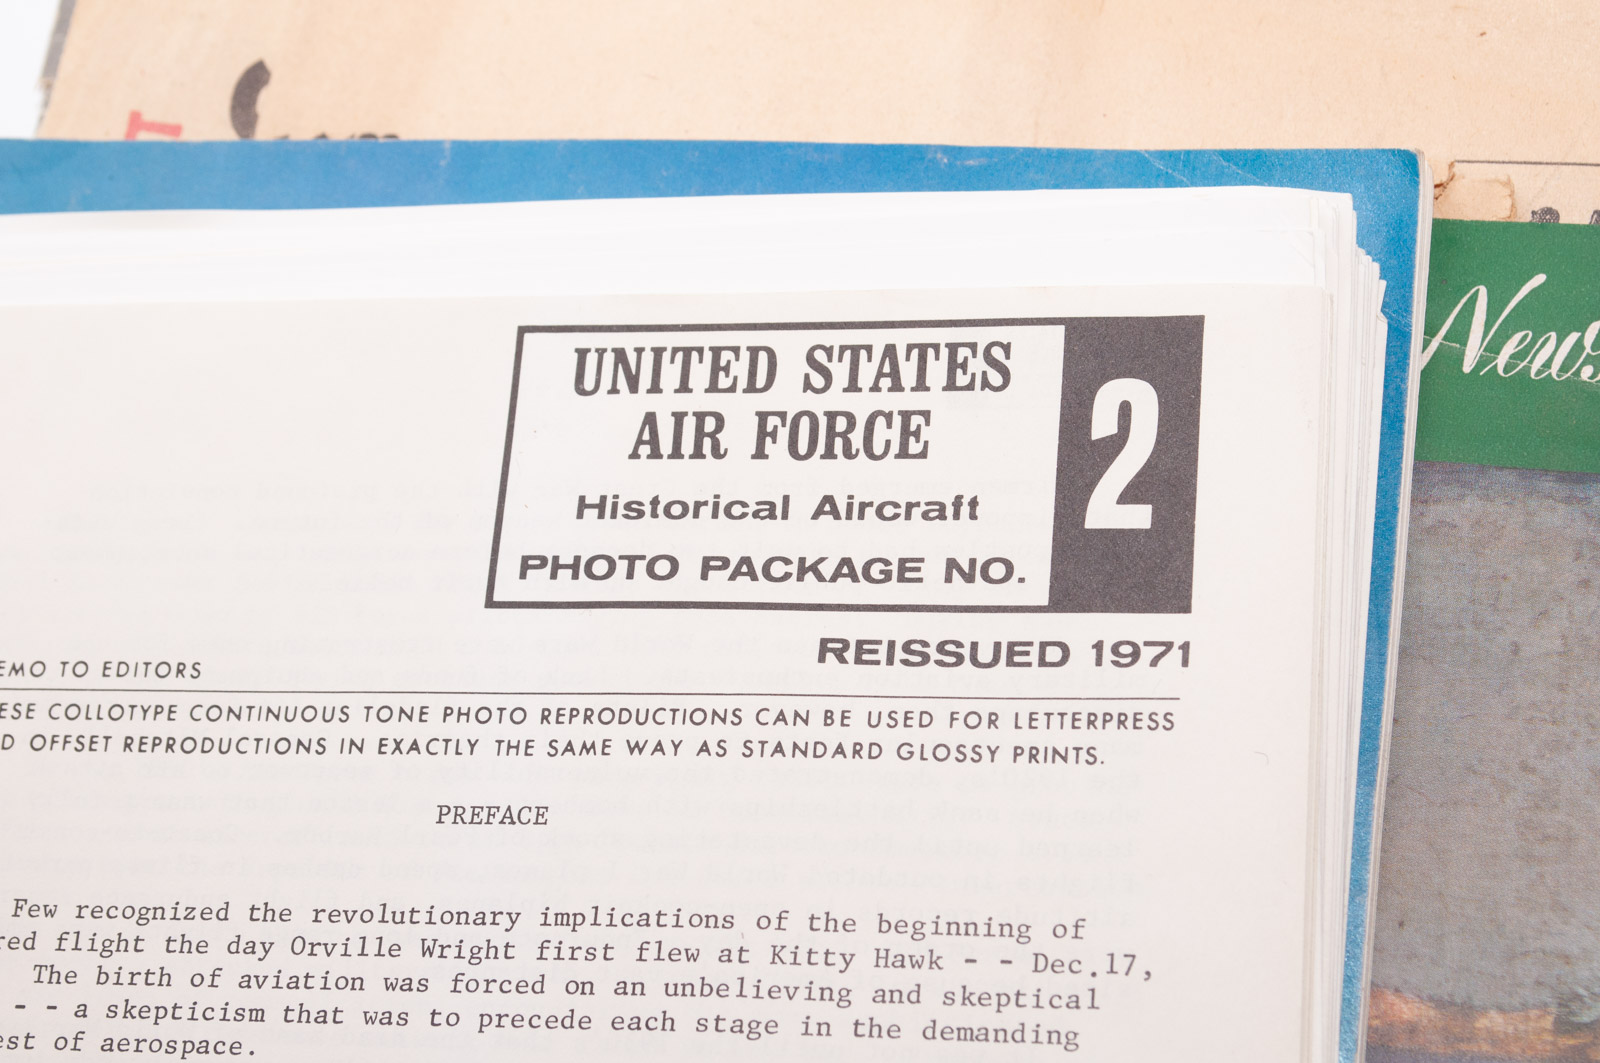 News
UNITED STATES
AIR FORCE
Historical Aircraft
PHOTO PACKAGE NO.
2
REISSUED 1971
EMO TO EDITORS
ESE COLLOTYPE CONTINUOUS TONE PHOTO REPRODUCTIONS CAN BE USED FOR LETTERPRESS
D OFFSET REPRODUCTIONS IN EXACTLY THE SAME WAY AS STANDARD GLOSSY PRINTS.
PREFACE
Few recognized the revolutionary implications of the beginning of
red flight the day Orville Wright first flew at Kitty Hawk - - Dec.17,
The birth of aviation was forced on an unbelieving and skeptical
- - a skepticism that was to precede each stage in the demanding
est of aerospace.